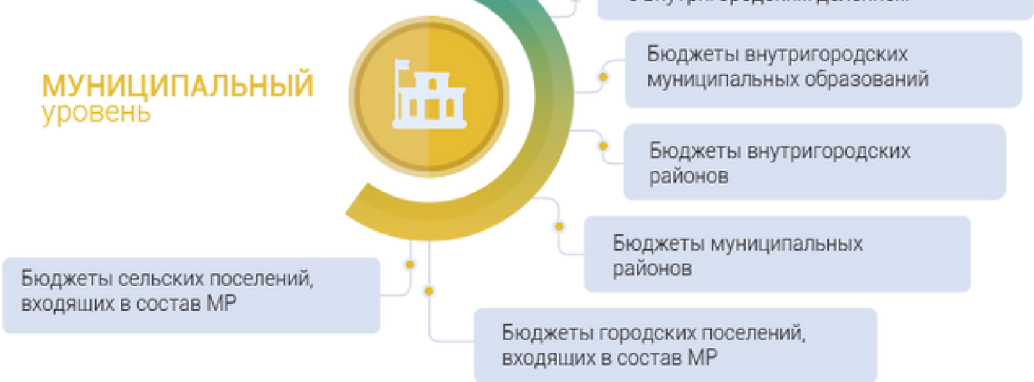 Бюджеты внутригородских
муниципальных образований
МУНИЦИПАЛЬНЫЙ
уровень
Бюджеты внутригородских
районов
Бюджеты муниципальных
районов
Бюджеты сельских поселений,
входящих в состав МР
Бюджеты городских поселений,
входящих в состав МР